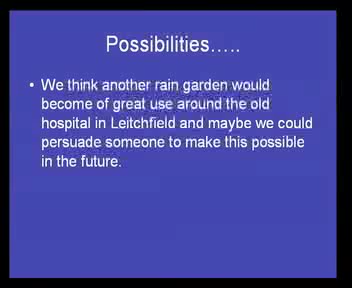 Possibilities…..
• We think another rain garden would
become of great use around the old
hospital in Leitchfield and maybe we could
persuade someone to make this possible
in the future.